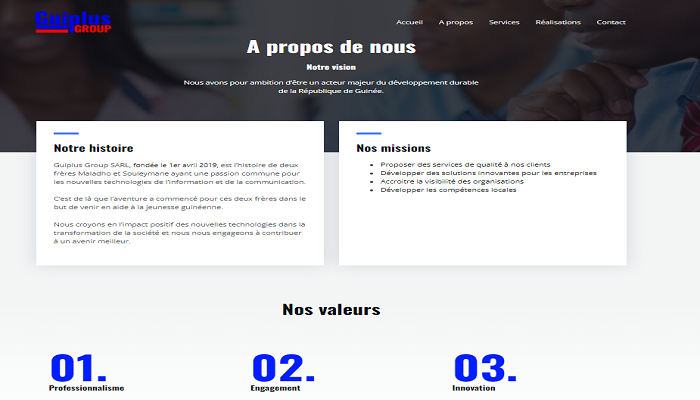 Guiplus
GROUP
Accueil A propos Services Réalisations Contact
A propos de nous
Notre vision
Nous avons pour ambition d'être un acteur majeur du développement durable
de la République de Guinée.
Notre histoire
Guiplus Group SARL, fondée le 1er avril 2019, est l'histoire de deux
frères Maladho et Souleymane ayant une passion commune pour
les nouvelles technologies de l'information et de la communication.
C'est de là que l'aventure a commencé pour ces deux frères dans le
but de venir en aide à la jeunesse guinéenne.
Nous croyons en l'impact positif des nouvelles technologies dans la
transformation de la société et nous nous engageons à contribuer
à un avenir meilleur.
Nos missions
• Proposer des services de qualité à nos clients
• Développer des solutions innovantes pour les entreprises
• Accroitre la visibilité des organisations
• Développer les compétences locales
Nos valeurs
01.
Professionnalisme
02.
Engagement
03.
Innovation